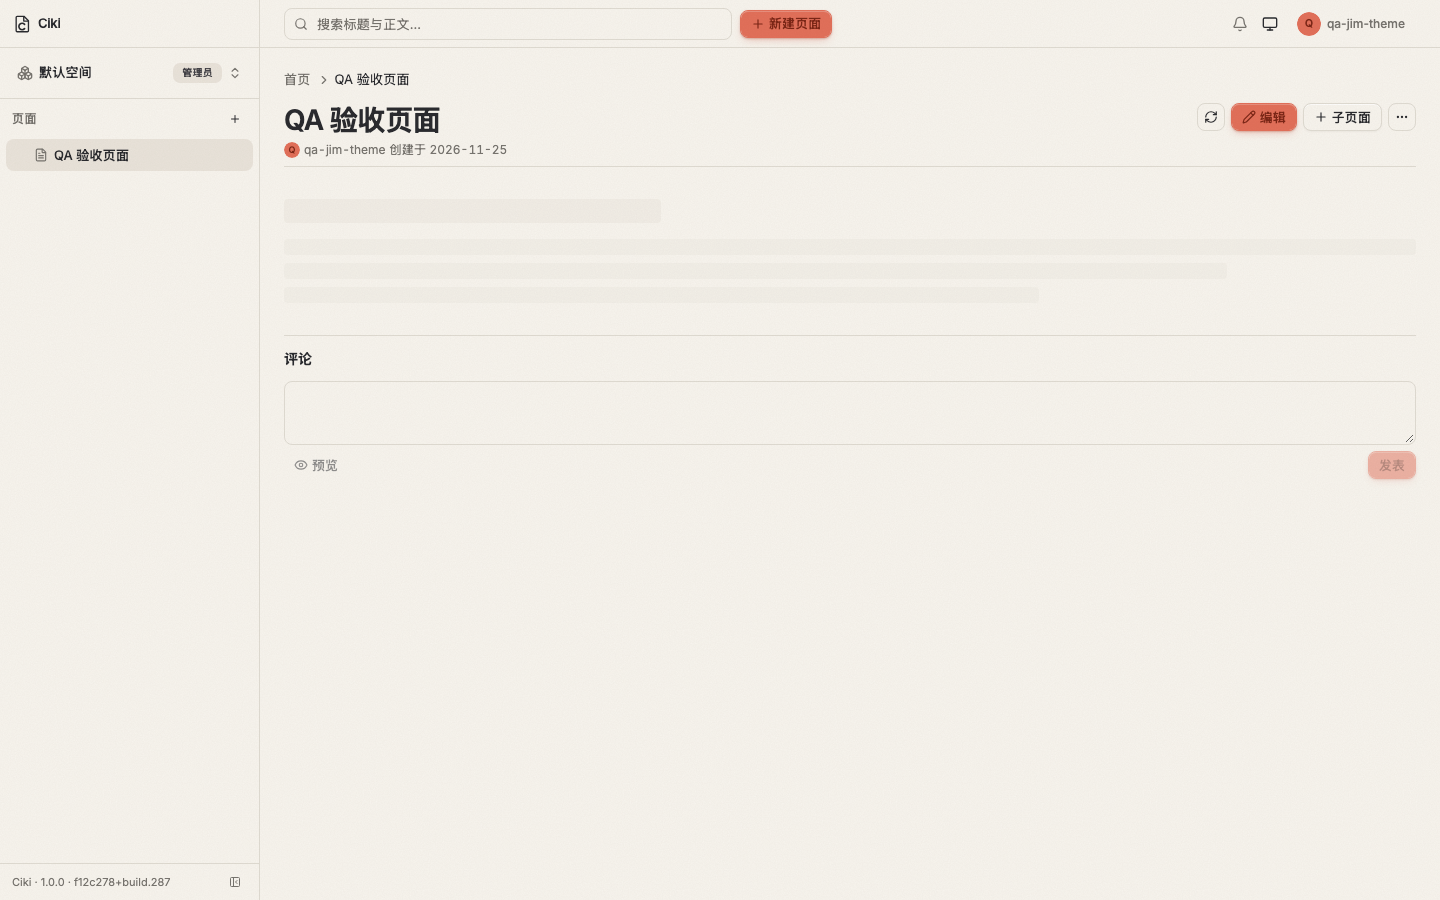 Ciki
搜索标题与正文...
新建页面
Q
qa-jim-theme
默认空间
管理员
页面
QA 验收页面
首页
QA 验收页面
QA 验收页面
编辑
子页面
Q
qa-jim-theme 创建于 2026-11-25
评论
预览
发表
Ciki · 1.0.0 · f12c278+build.287